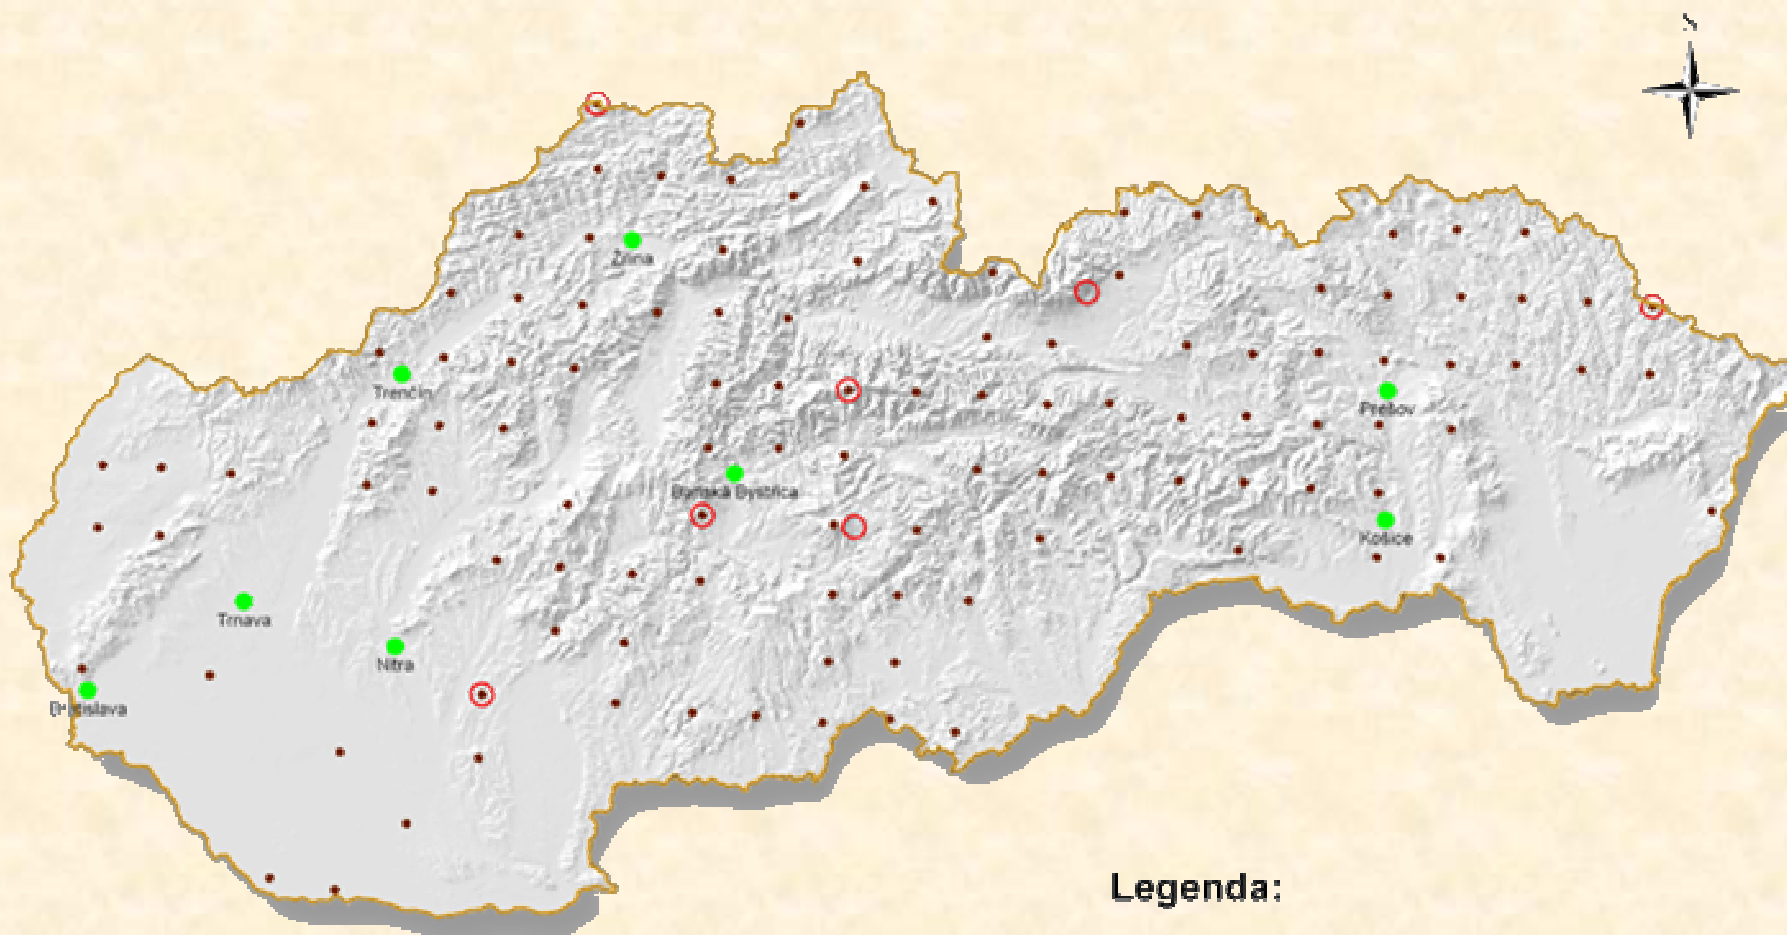 Žilina
Trenčín
Prešov
Banská Bystrica
Košice
Trnava
Nitra
Bratislava
Legenda: